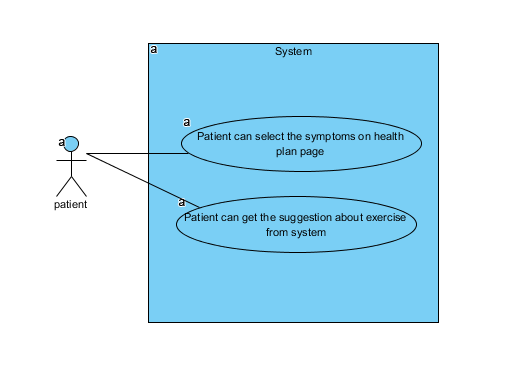 a
System
a
Patient can select the symptoms on health
plan page
a
patient
a
Patient can get the suggestion about exercise
from system